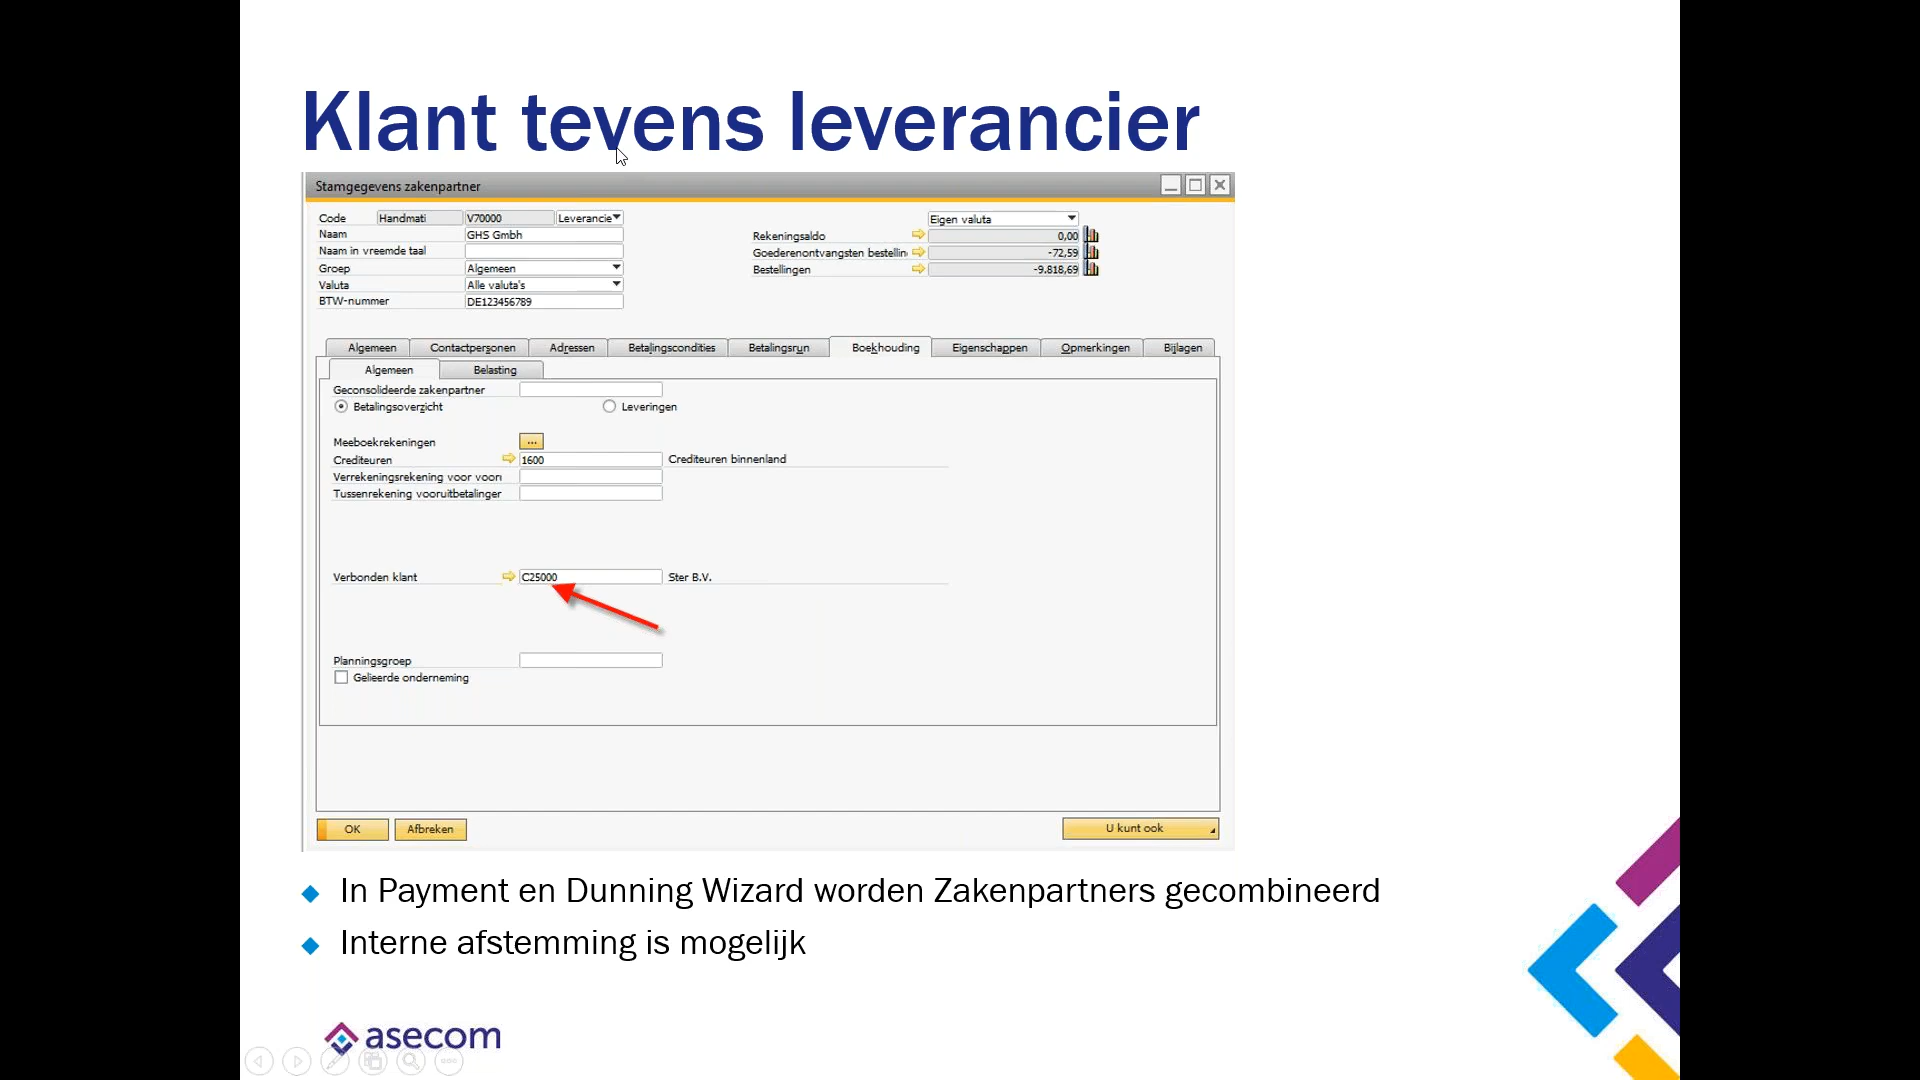 Klant tevens leverancier
Stamgegevens zakenpartner
Code Handmati V70000 Leverancie
Naam GHS Gmbh
Naam in vreemde taal
Groep Algemeen
Valuta Alle valuta's
BTW-nummer DE123456789
Eigen valuta
Rekeningsaldo 0,00
Goederenontvangsten bestellin -72,59
Bestellingen -9.818,69
Algemeen Contactpersonen Adressen Betalingscondities Betalingsrun Boekhouding Eigenschappen Opmerkingen Bijlagen
Algemeen Belasting
Geconsolideerde zakenpartner
Betalingsoverzicht Leveringen
Meeboekrekeningen ...
Crediteuren 1600 Crediteuren binnenland
Verrekeningsrekening voor voor
Tussenrekening vooruitbetalinger
Verbonden klant C25000 Ster B.V.
Planningsgroep
Gelieerde onderneming
OK Afbreken U kunt ook
In Payment en Dunning Wizard worden Zakenpartners gecombineerd
Interne afstemming is mogelijk
asecom